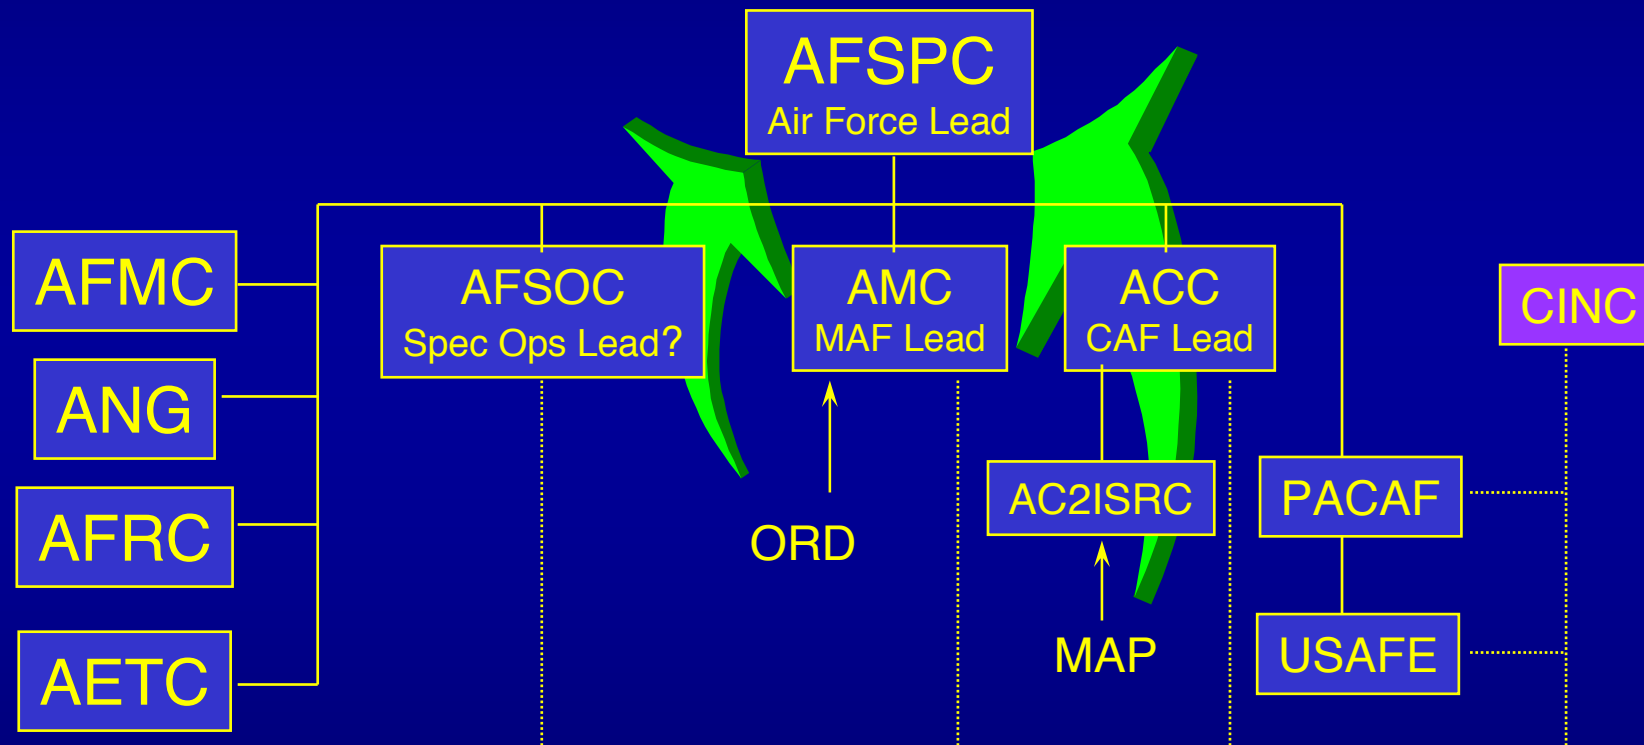 AFSPC
Air Force Lead
AFMC
AFSOC
Spec Ops Lead?
AMC
MAF Lead
ACC
CAF Lead
CINC
ANG
AFRC
ORD
AC2ISRC
PACAF
AETC
MAP
USAFE